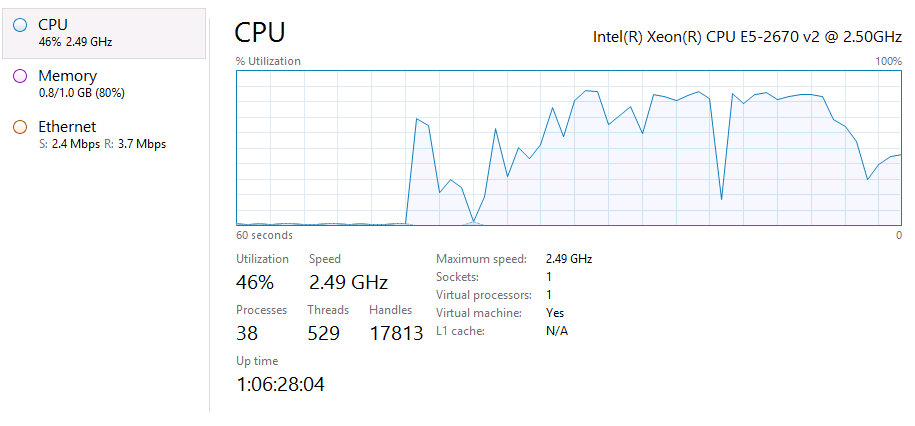 CPU
46% 2.49 GHz
Memory
0.8/1.0 GB (80%)
Ethernet
S: 2.4 Mbps R: 3.7 Mbps
CPU
Intel(R) Xeon(R) CPU E5-2670 v2 @ 2.50GHz
% Utilization 100%
60 seconds 0
Utilization Speed
46% 2.49 GHz
Processes Threads Handles
38 529 17813
Up time
1:06:28:04
Maximum speed: 2.49 GHz
Sockets: 1
Virtual processors: 1
Virtual machine: Yes
L1 cache: N/A